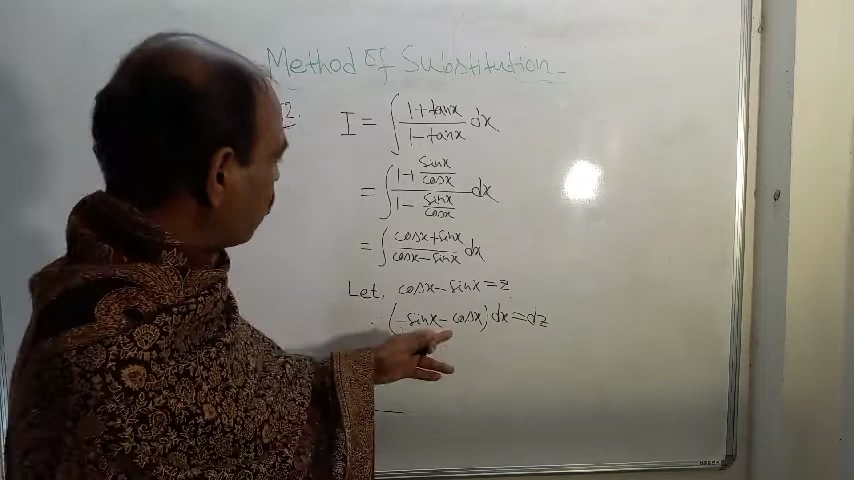 Method Of Substitution
2. I = ∫ (1+tanx)/(1-tanx) dx
= ∫ (1+ sinx/cosx)/(1- sinx/cosx) dx
= ∫ (cosx+sinx)/(cosx-sinx) dx
Let, cosx-sinx=z
(-sinx-cosx)dx=dz